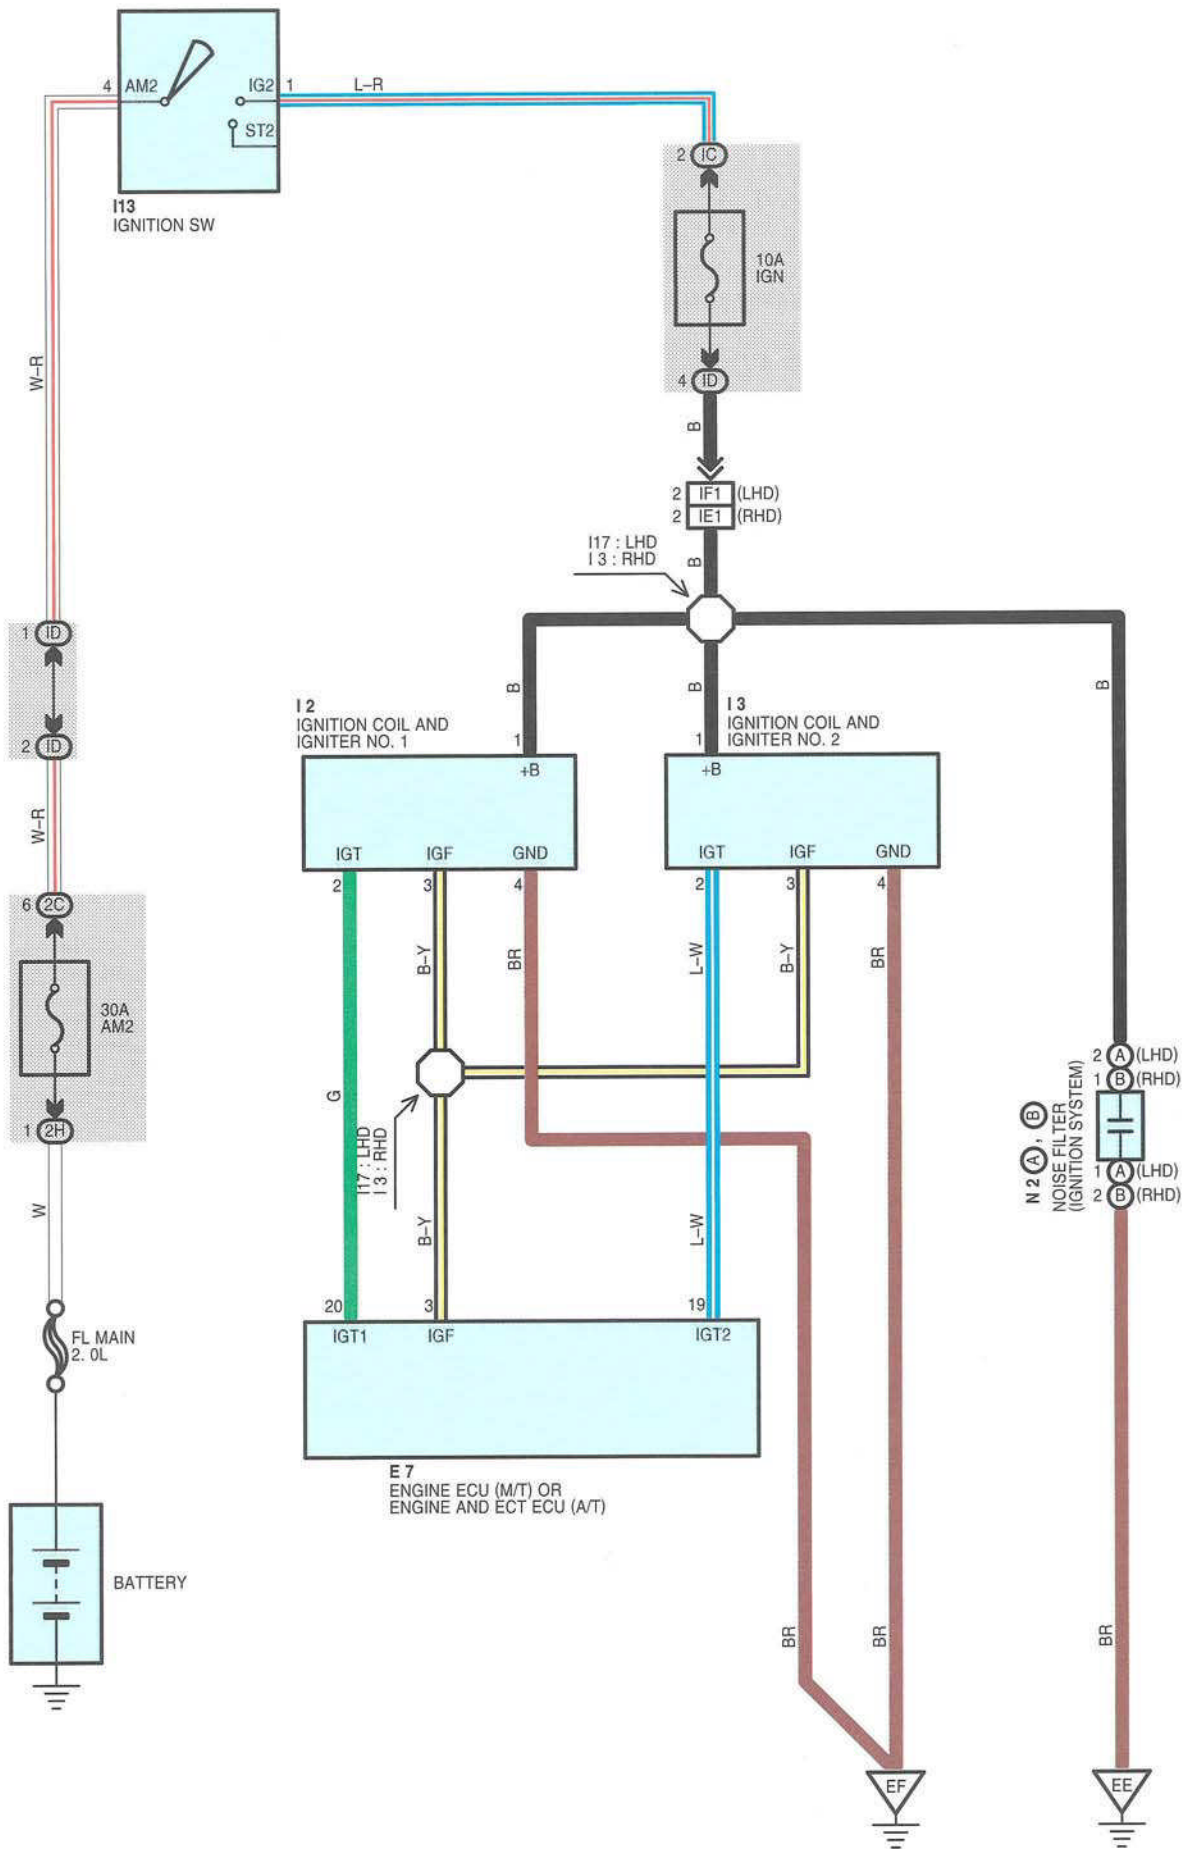 4 AM2
IG2 1
ST2
L–R
I13
IGNITION SW
2 IC
10A
IGN
4 ID
W–R
B
2 IF1 (LHD)
2 IE1 (RHD)
I17 : LHD
I 3 : RHD
B
1 ID
2 ID
W–R
B
B
B
I 2
IGNITION COIL AND
IGNITER NO. 1
1
+B
IGT IGF GND
2 3 4
I 3
IGNITION COIL AND
IGNITER NO. 2
1
+B
IGT IGF GND
2 3 4
6 2C
30A
AM2
1 2H
W
B–Y
BR
L–W
B–Y
BR
G
I17 : LHD
I 3 : RHD
B–Y
L–W
2 A (LHD)
1 B (RHD)
N 2 A , B
NOISE FILTER
(IGNITION SYSTEM)
1 A (LHD)
2 B (RHD)
FL MAIN
2. 0L
20 3 19
IGT1 IGF IGT2
E 7
ENGINE ECU (M/T) OR
ENGINE AND ECT ECU (A/T)
BATTERY
BR
BR
BR
EF
EE